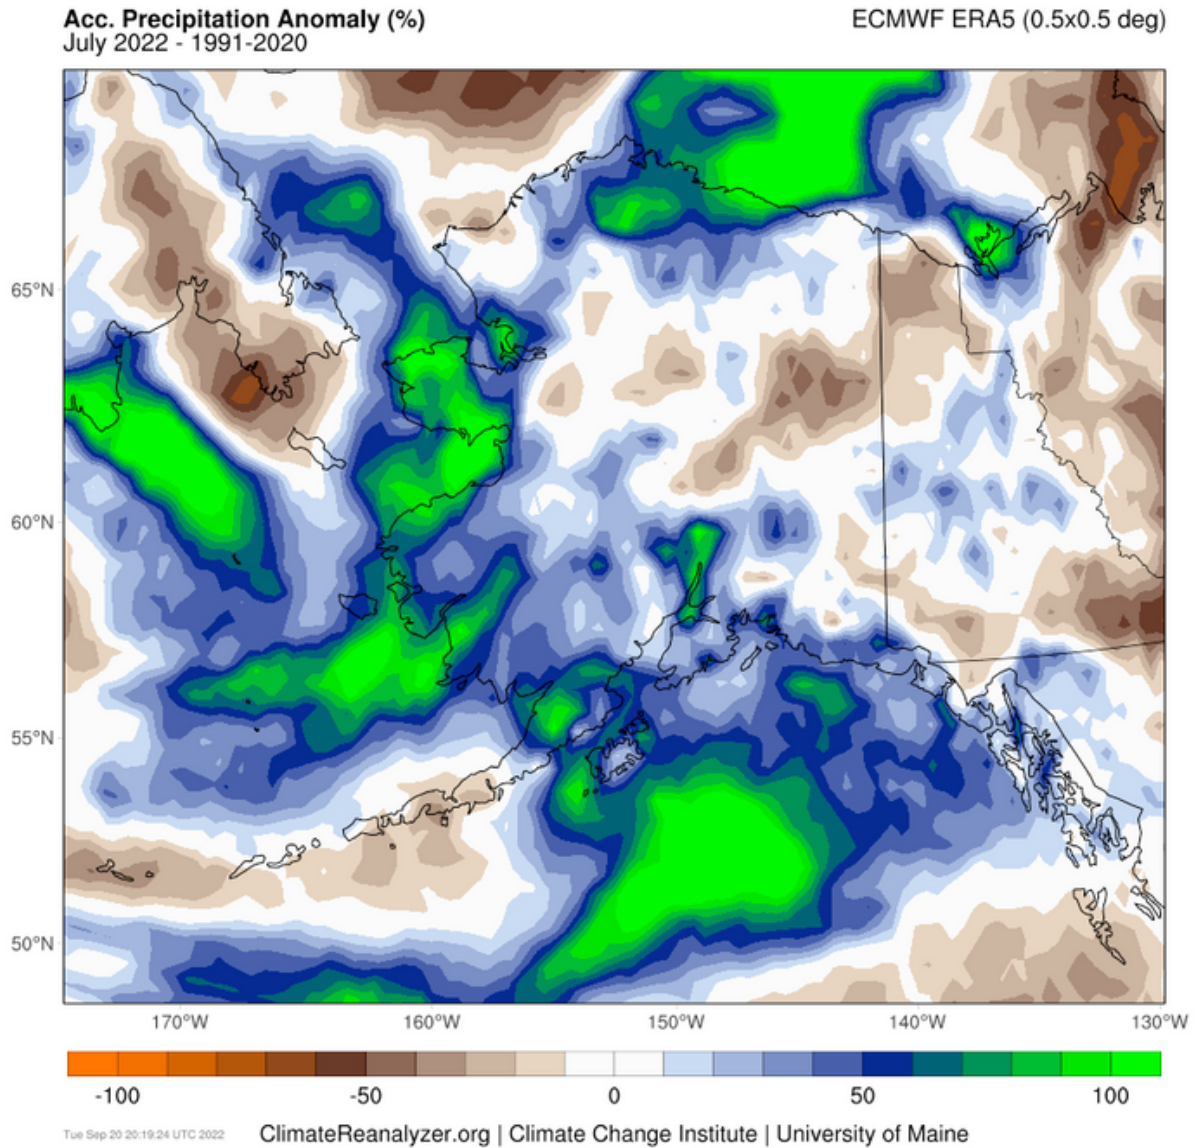 Acc. Precipitation Anomaly (%)
ECMWF ERA5 (0.5x0.5 deg)
July 2022 - 1991-2020
65°N
60°N
55°N
50°N
170°W 160°W 150°W 140°W 130°W
-100 -50 0 50 100
Tue Sep 20 20:19:24 UTC 2022
ClimateReanalyzer.org | Climate Change Institute | University of Maine